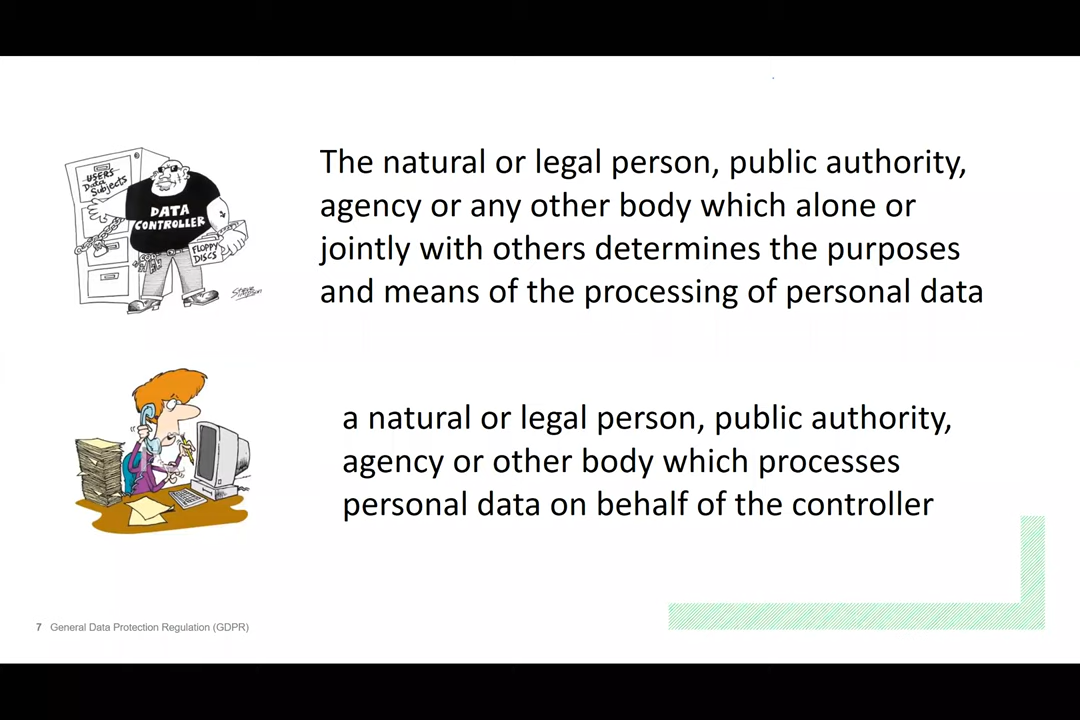 USERS
Data
Subjects
DATA
CONTROLLER
FLOPPY
DISCS
The natural or legal person, public authority,
agency or any other body which alone or
jointly with others determines the purposes
and means of the processing of personal data
a natural or legal person, public authority,
agency or other body which processes
personal data on behalf of the controller
7 General Data Protection Regulation (GDPR)